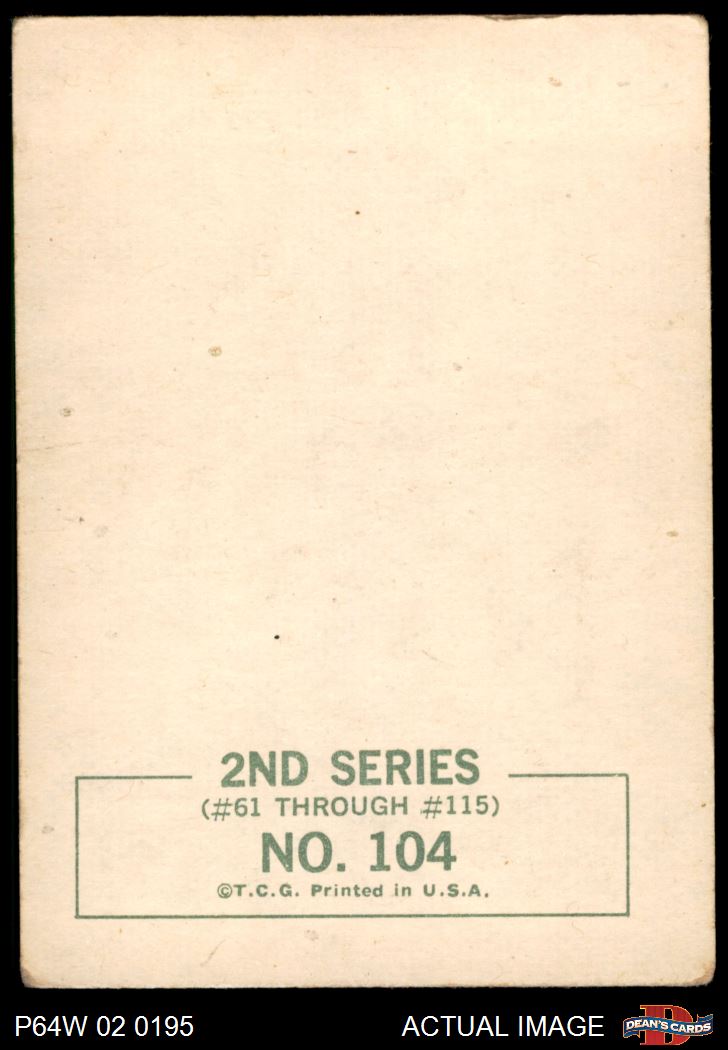 2ND SERIES
(#61 THROUGH #115)
NO. 104
©T.C.G. Printed in U.S.A.
P64W 02 0195
ACTUAL IMAGE
D
DEAN'S CARDS